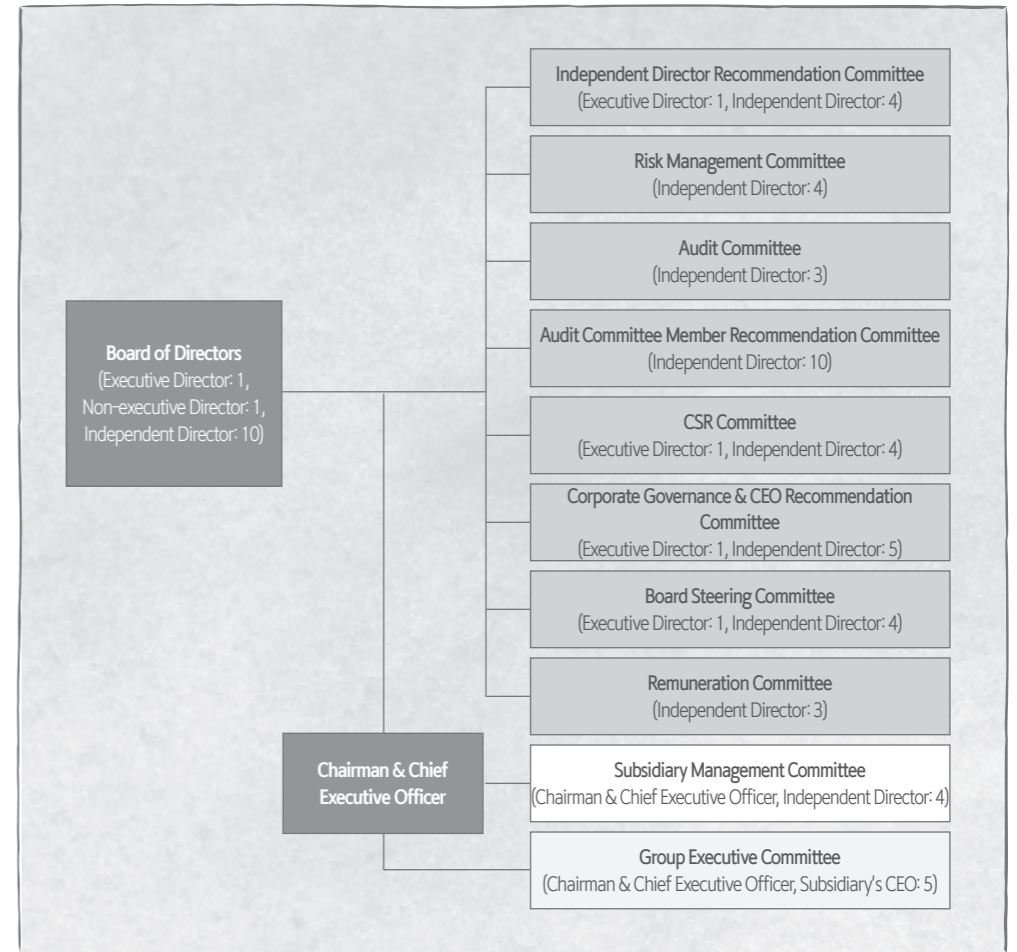 Independent Director Recommendation Committee
(Executive Director: 1, Independent Director: 4)
Risk Management Committee
(Independent Director: 4)
Audit Committee
(Independent Director: 3)
Board of Directors
(Executive Director: 1,
Non-executive Director: 1,
Independent Director: 10)
Audit Committee Member Recommendation Committee
(Independent Director: 10)
CSR Committee
(Executive Director: 1, Independent Director: 4)
Corporate Governance & CEO Recommendation
Committee
(Executive Director: 1, Independent Director: 5)
Board Steering Committee
(Executive Director: 1, Independent Director: 4)
Remuneration Committee
(Independent Director: 3)
Chairman & Chief
Executive Officer
Subsidiary Management Committee
(Chairman & Chief Executive Officer, Independent Director: 4)
Group Executive Committee
(Chairman & Chief Executive Officer, Subsidiary's CEO: 5)